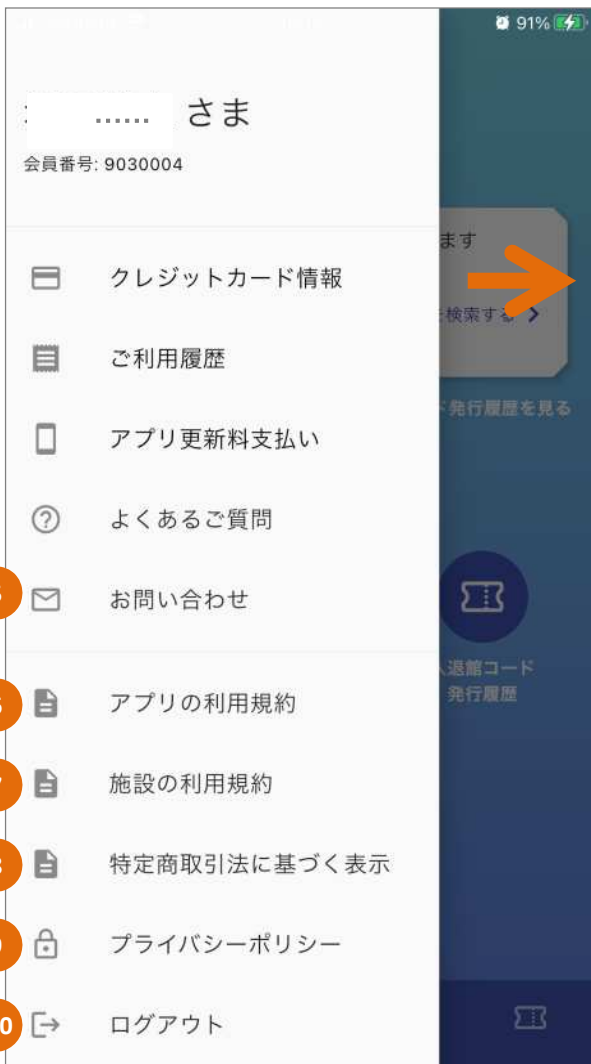 91%
...... さま
会員番号: 9030004
ます
クレジットカード情報
検索する
ご利用履歴
発行履歴を見る
アプリ更新料支払い
よくあるご質問
お問い合わせ
退館コード
発行履歴
アプリの利用規約
施設の利用規約
特定商取引法に基づく表示
プライバシーポリシー
ログアウト